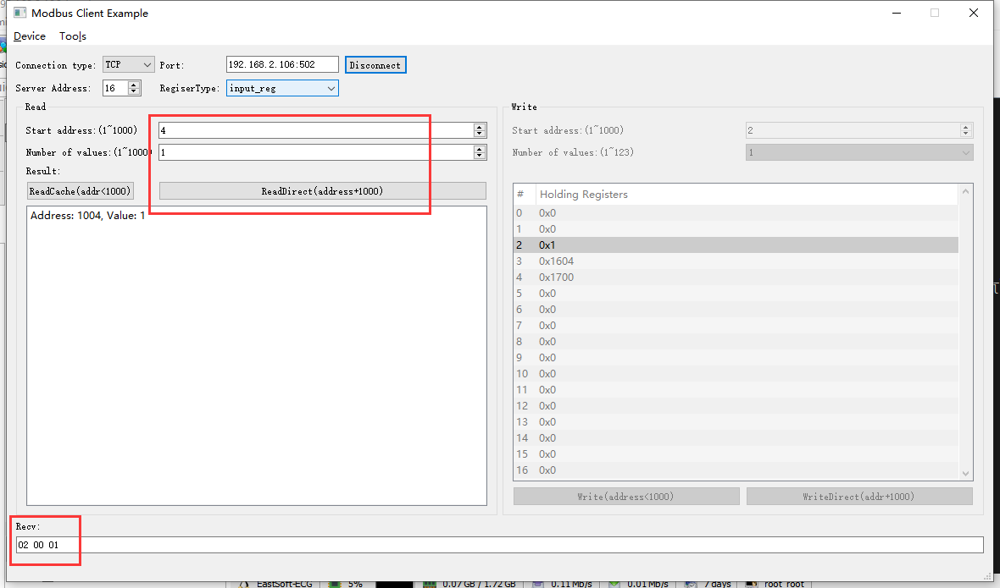 Modbus Client Example
Device Tools
Connection type: TCP Port: 192.168.2.106:502 Disconnect
Server Address: 16 RegiserType: input_reg
Read
Start address:(1~1000) 4
Number of values:(1~1000 1
Result:
ReadCache(addr<1000) ReadDirect(address+1000)
Address: 1004, Value: 1
Write
Start address:(1~1000) 2
Number of values:(1~123) 1
# Holding Registers
0 0x0
1 0x0
2 0x1
3 0x1604
4 0x1700
5 0x0
6 0x0
7 0x0
8 0x0
9 0x0
10 0x0
11 0x0
12 0x0
13 0x0
14 0x0
15 0x0
16 0x0
Write(address<1000) WriteDirect(addr+1000)
Recv:
02 00 01
EastSoft-ECG 5% 0.07 GB / 1.72 GB 0.11 Mb/s 0.01 Mb/s 7 days root root